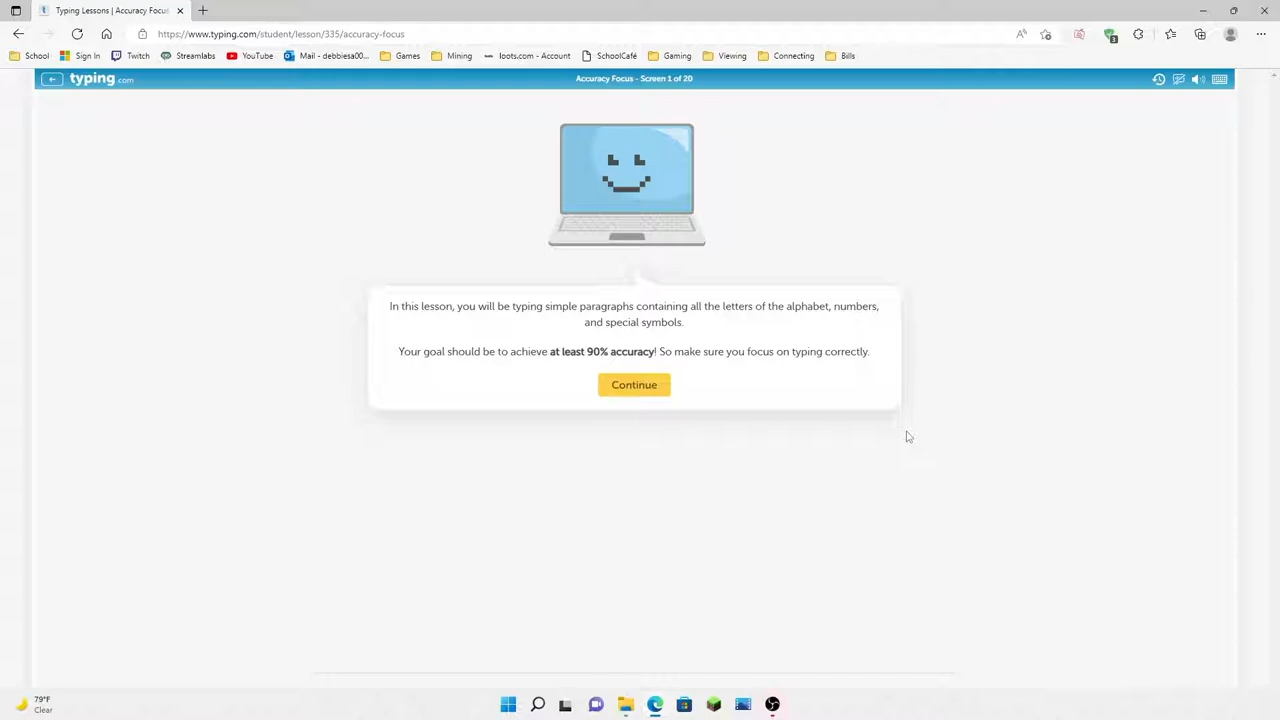 Typing Lessons | Accuracy Focus
https://www.typing.com/student/lesson/335/accuracy-focus
School Sign In Twitch Streamlabs YouTube Mail - debbiesa00... Games Mining loots.com - Account SchoolCafé Gaming Viewing Connecting Bills
typing.com Accuracy Focus - Screen 1 of 20
In this lesson, you will be typing simple paragraphs containing all the letters of the alphabet, numbers,
and special symbols.
Your goal should be to achieve at least 90% accuracy! So make sure you focus on typing correctly.
Continue
79°F
Clear